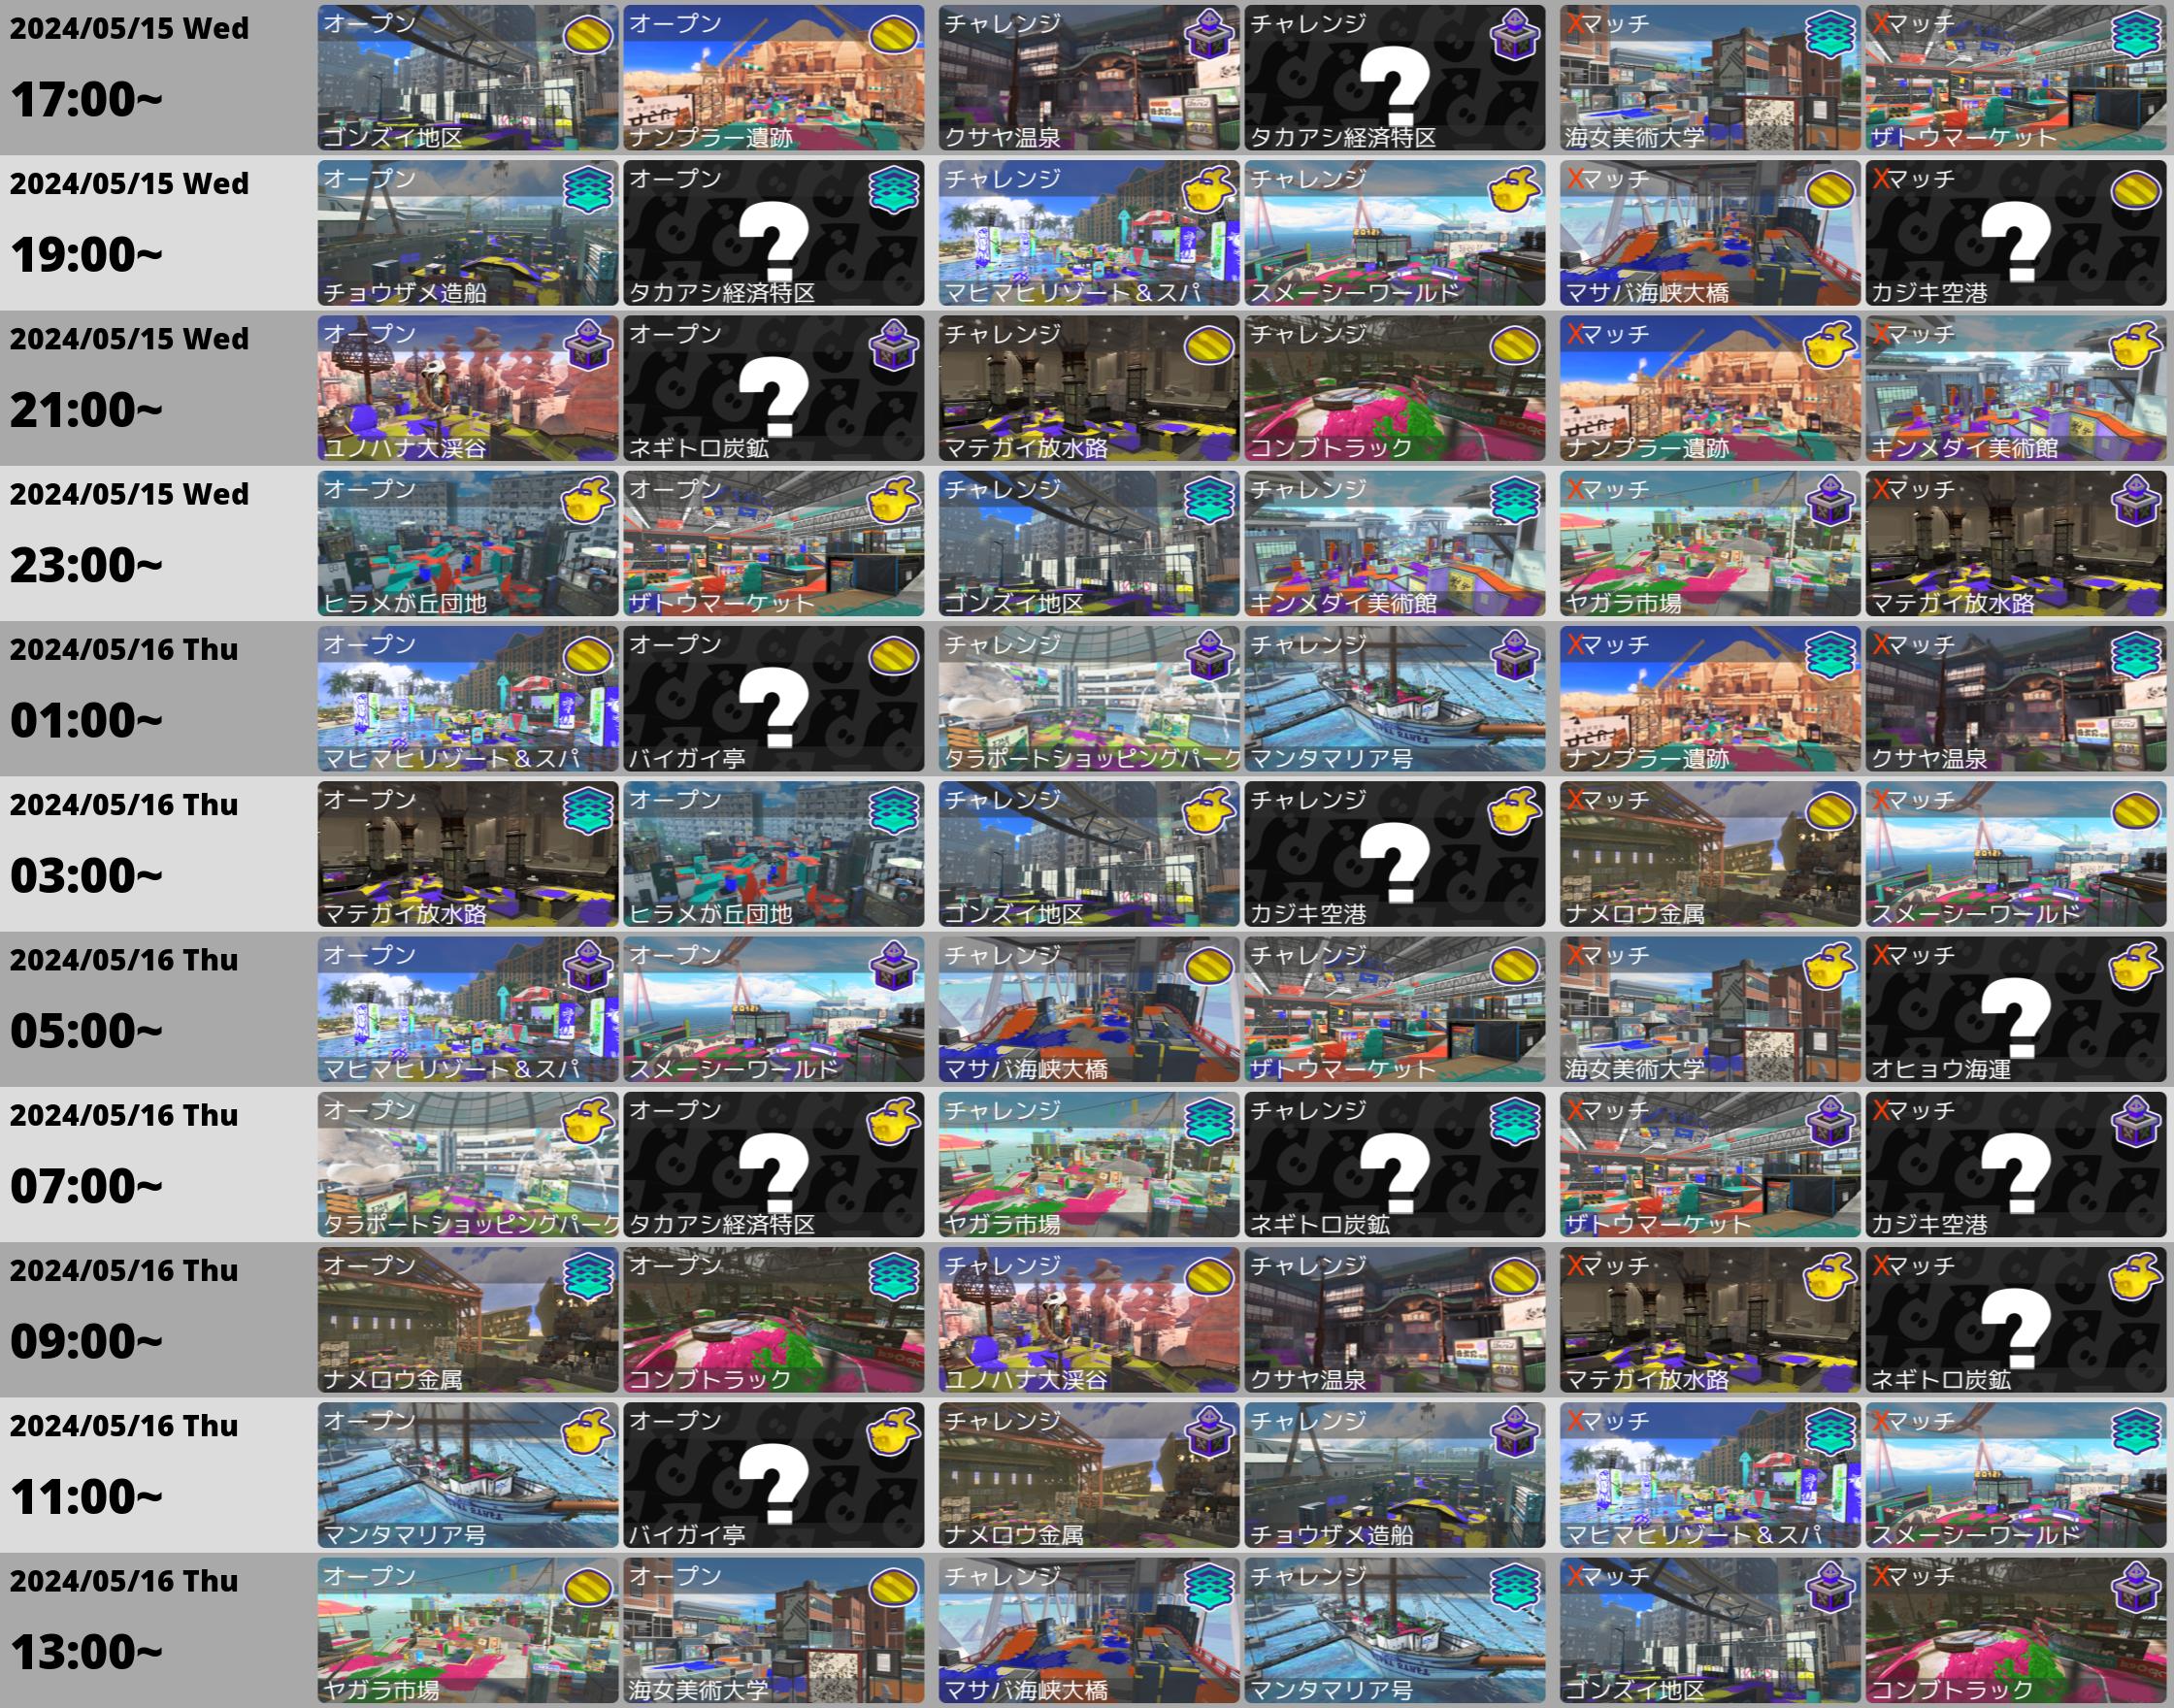 2024/05/15 Wed
17:00~
オープン
ゴンズイ地区
オープン
ナンプラー遺跡
チャレンジ
クサヤ温泉
チャレンジ
?
タカアシ経済特区
Xマッチ
海女美術大学
Xマッチ
ザトウマーケット
2024/05/15 Wed
19:00~
オープン
チョウザメ造船
オープン
?
タカアシ経済特区
チャレンジ
マヒマヒリゾート&スパ
チャレンジ
スメーシーワールド
Xマッチ
マサバ海峡大橋
Xマッチ
?
カジキ空港
2024/05/15 Wed
21:00~
オープン
ユノハナ大渓谷
オープン
?
ネギトロ炭鉱
チャレンジ
マテガイ放水路
チャレンジ
コンブトラック
Xマッチ
ナンプラー遺跡
Xマッチ
キンメダイ美術館
2024/05/15 Wed
23:00~
オープン
ヒラメが丘団地
オープン
ザトウマーケット
チャレンジ
ゴンズイ地区
チャレンジ
キンメダイ美術館
Xマッチ
ヤガラ市場
Xマッチ
マテガイ放水路
2024/05/16 Thu
01:00~
オープン
マヒマヒリゾート&スパ
オープン
?
バイガイ亭
チャレンジ
タラポートショッピングパーク
チャレンジ
マンタマリア号
Xマッチ
ナンプラー遺跡
Xマッチ
クサヤ温泉
2024/05/16 Thu
03:00~
オープン
マテガイ放水路
オープン
ヒラメが丘団地
チャレンジ
ゴンズイ地区
チャレンジ
?
カジキ空港
Xマッチ
ナメロウ金属
Xマッチ
スメーシーワールド
2024/05/16 Thu
05:00~
オープン
マヒマヒリゾート&スパ
オープン
スメーシーワールド
チャレンジ
マサバ海峡大橋
チャレンジ
ザトウマーケット
Xマッチ
海女美術大学
Xマッチ
?
オヒョウ海運
2024/05/16 Thu
07:00~
オープン
タラポートショッピングパーク
オープン
?
タカアシ経済特区
チャレンジ
ヤガラ市場
チャレンジ
?
ネギトロ炭鉱
Xマッチ
ザトウマーケット
Xマッチ
?
カジキ空港
2024/05/16 Thu
09:00~
オープン
ナメロウ金属
オープン
コンブトラック
チャレンジ
ユノハナ大渓谷
チャレンジ
クサヤ温泉
Xマッチ
マテガイ放水路
Xマッチ
?
ネギトロ炭鉱
2024/05/16 Thu
11:00~
オープン
マンタマリア号
オープン
?
バイガイ亭
チャレンジ
ナメロウ金属
チャレンジ
チョウザメ造船
Xマッチ
マヒマヒリゾート&スパ
Xマッチ
スメーシーワールド
2024/05/16 Thu
13:00~
オープン
ヤガラ市場
オープン
海女美術大学
チャレンジ
マサバ海峡大橋
チャレンジ
マンタマリア号
Xマッチ
ゴンズイ地区
Xマッチ
コンブトラック